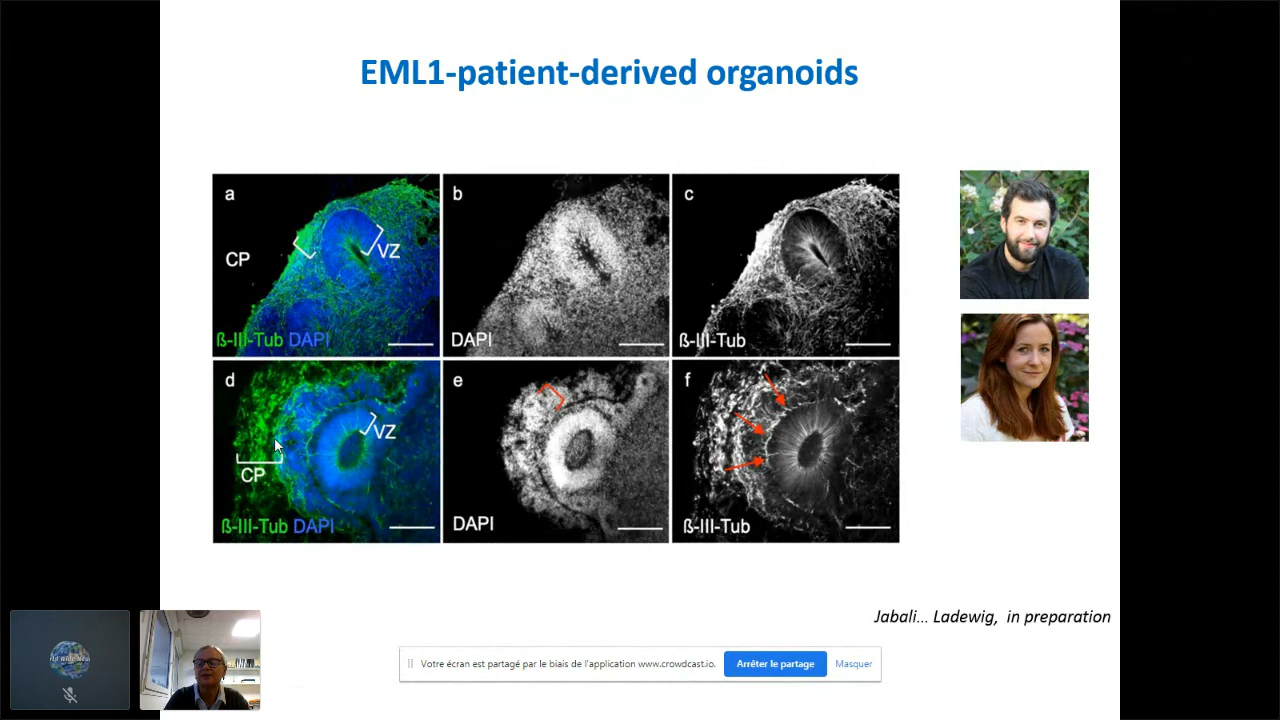 EML1-patient-derived organoids
a
CP
VZ
ß-III-Tub DAPI
b
DAPI
c
ß-III-Tub
d
VZ
CP
ß-III-Tub DAPI
e
DAPI
f
ß-III-Tub
Jabali... Ladewig, in preparation
Votre écran est partagé par le biais de l'application www.crowdcast.io.
Arrêter le partage
Masquer